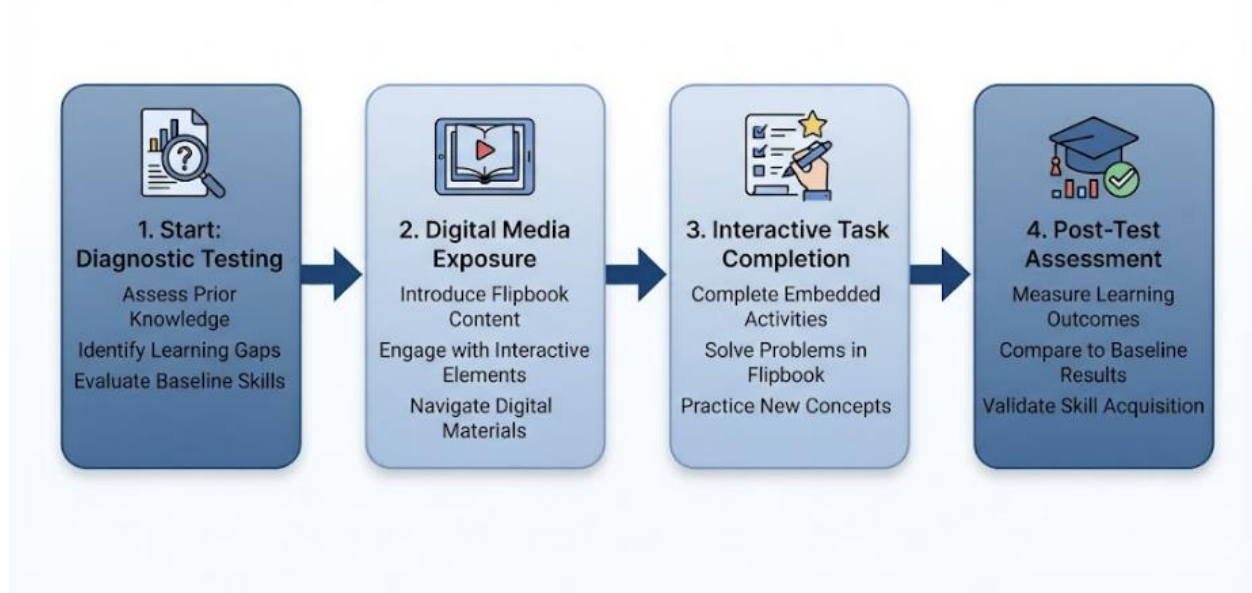 ?
1. Start:
Diagnostic Testing
Assess Prior
Knowledge
Identify Learning Gaps
Evaluate Baseline Skills
2. Digital Media
Exposure
Introduce Flipbook
Content
Engage with Interactive
Elements
Navigate Digital
Materials
3. Interactive Task
Completion
Complete Embedded
Activities
Solve Problems in
Flipbook
Practice New Concepts
4. Post-Test
Assessment
Measure Learning
Outcomes
Compare to Baseline
Results
Validate Skill Acquisition